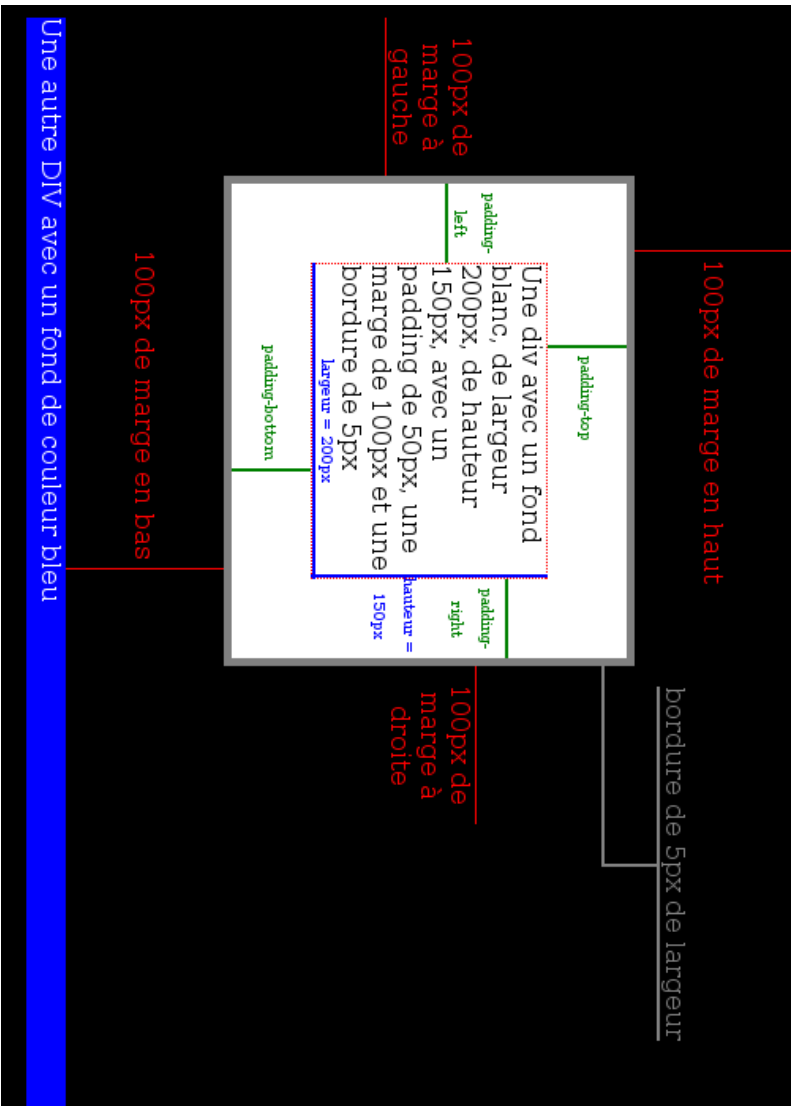 100px de marge en haut
bordure de 5px de largeur
100px de
marge à
gauche
padding-top
padding-
left
Une div avec un fond
blanc, de largeur
200px, de hauteur
150px, avec un
padding de 50px, une
marge de 100px et une
bordure de 5px
largeur = 200px
padding-
right
hauteur =
150px
100px de
marge à
droite
padding-bottom
100px de marge en bas
Une autre DIV avec un fond de couleur bleu